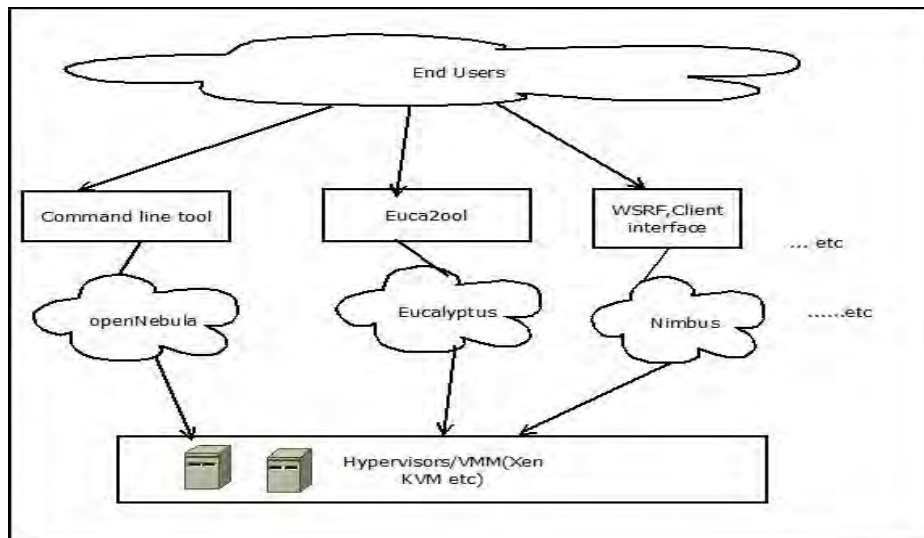 End Users
Command line tool
Euca2ool
WSRF,Client
interface
... etc
openNebula
Eucalyptus
Nimbus
......etc
Hypervisors/VMM(Xen
KVM etc)